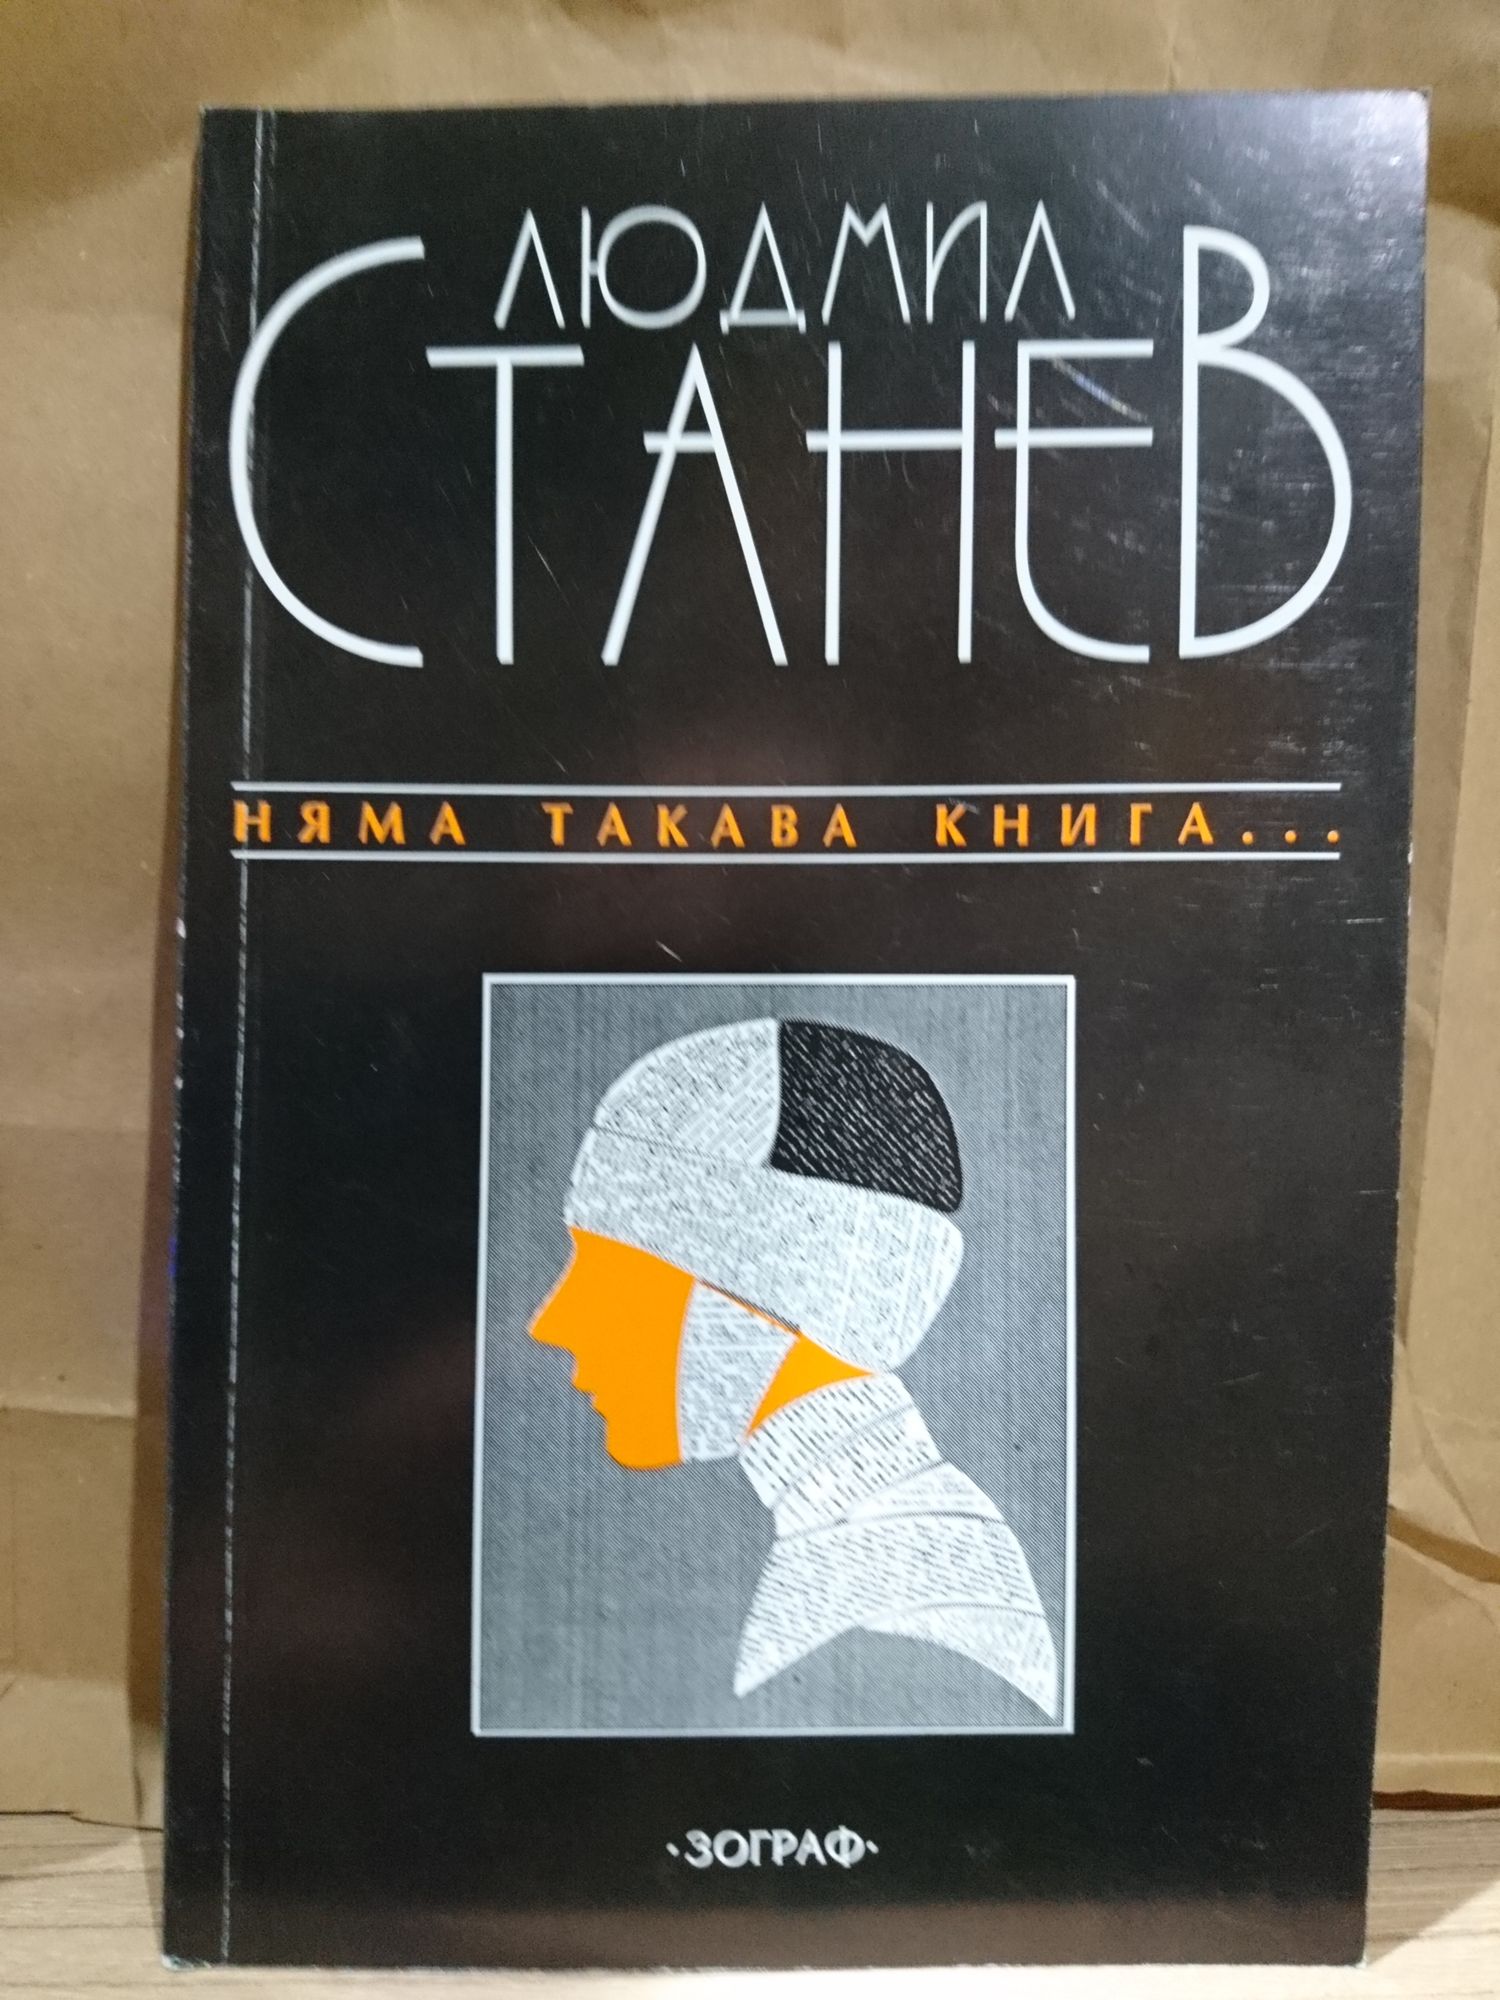 ЛЮДМИЛ
СТАНЕВ
НЯМА ТАКАВА КНИГА...
·ЗОГРАФ·